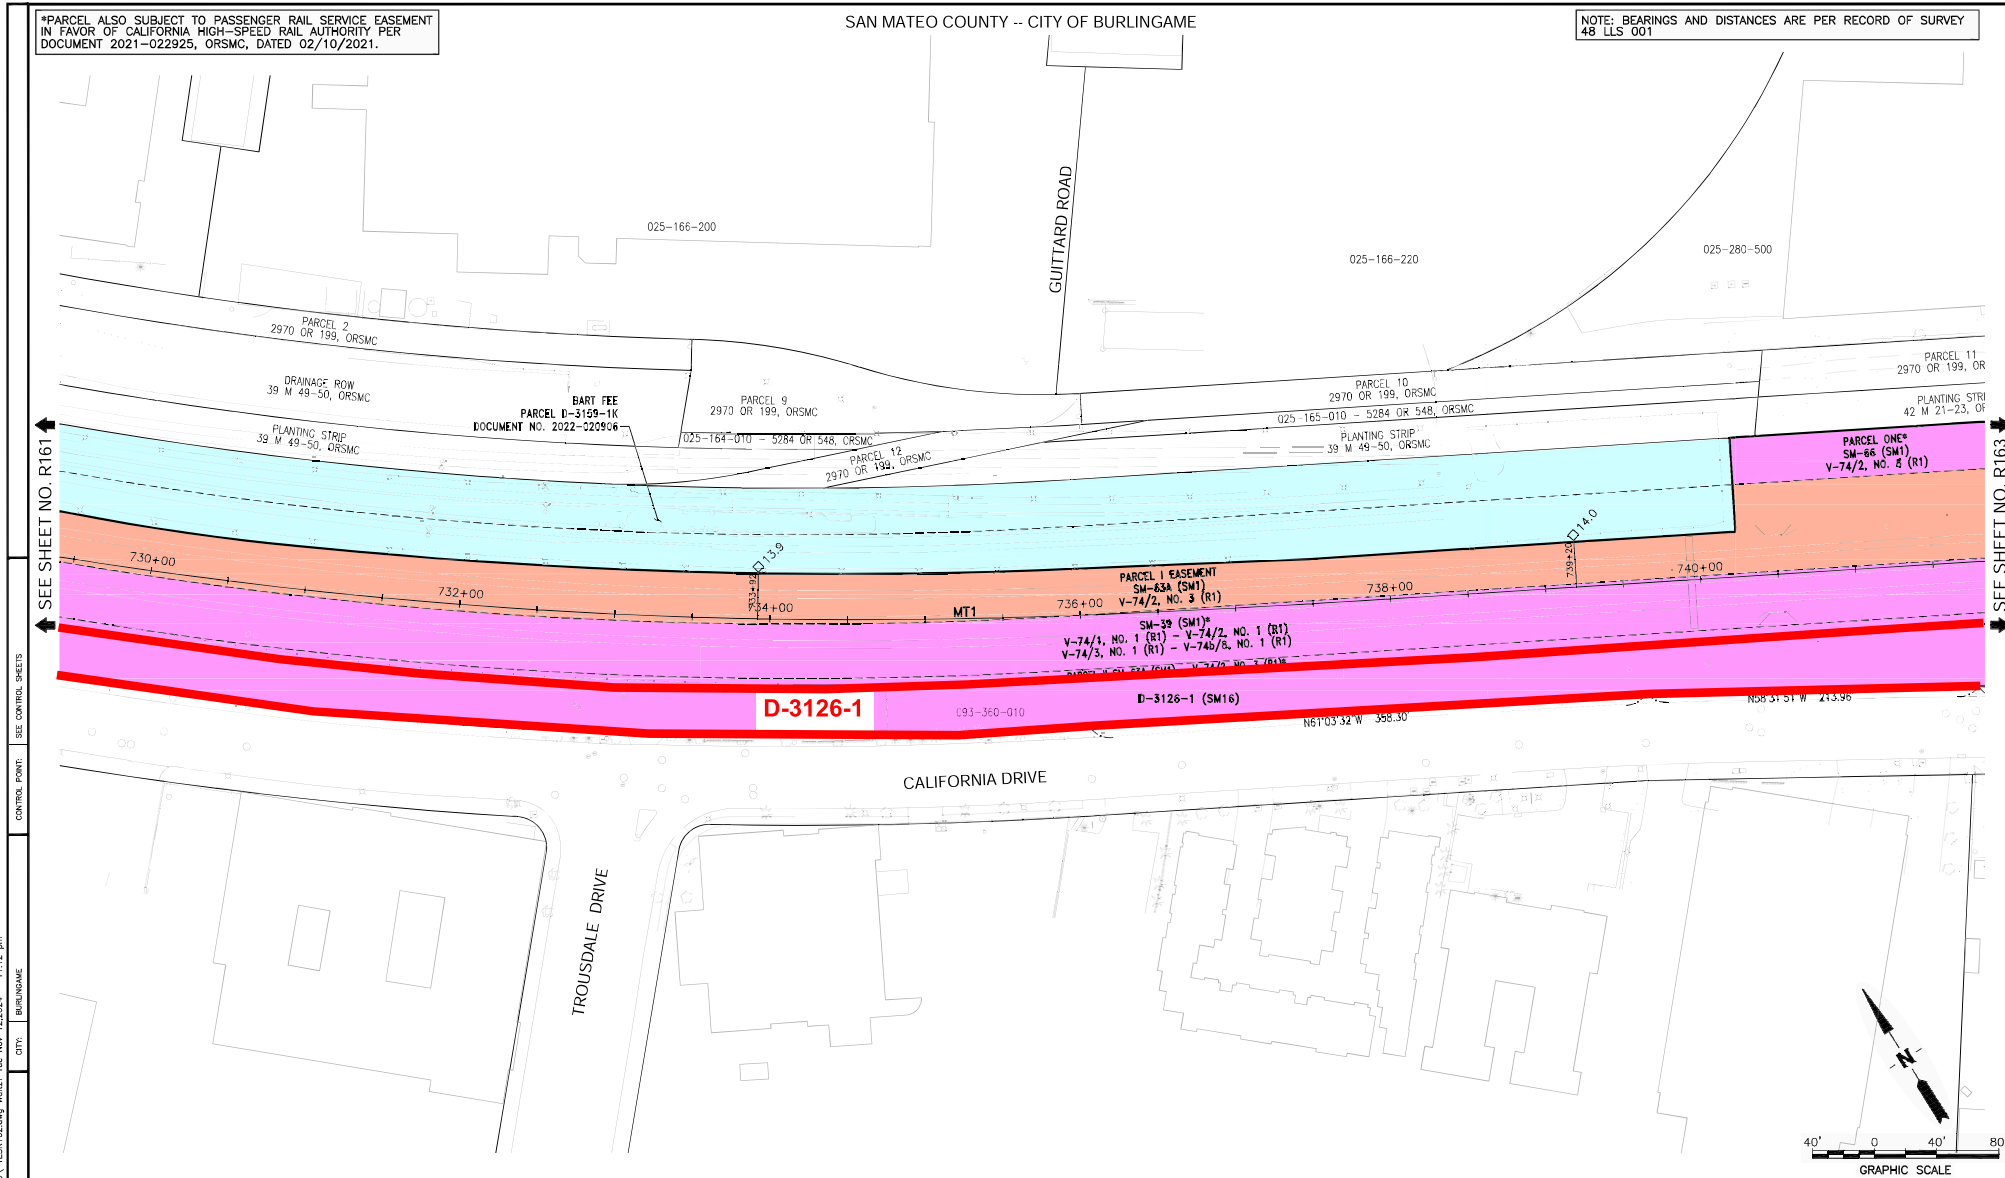 *PARCEL ALSO SUBJECT TO PASSENGER RAIL SERVICE EASEMENT
IN FAVOR OF CALIFORNIA HIGH-SPEED RAIL AUTHORITY PER
DOCUMENT 2021-022925, ORSMC, DATED 02/10/2021.
SAN MATEO COUNTY -- CITY OF BURLINGAME
NOTE: BEARINGS AND DISTANCES ARE PER RECORD OF SURVEY
48 LLS 001
025-166-200
GUITTARD ROAD
025-166-220
025-280-500
PARCEL 2
2970 OR 199, ORSMC
DRAINAGE ROW
39 M 49-50, ORSMC
PLANTING STRIP
39 M 49-50, ORSMC
BART FEE
PARCEL D-3159-1K
DOCUMENT NO. 2022-020906
PARCEL 9
2970 OR 199, ORSMC
025-164-010 - 5284 OR 548, ORSMC
PARCEL 12
2970 OR 199, ORSMC
PARCEL 10
2970 OR 199, ORSMC
025-165-010 - 5284 OR 548, ORSMC
PLANTING STRIP
39 M 49-50, ORSMC
PARCEL 11
2970 OR 199, OR
PLANTING STRI
42 M 21-23, OR
PARCEL ONE*
SM-66 (SM1)
V-74/2, NO. 5 (R1)
SEE SHEET NO. R161
SEE SHEET NO. R163
730+00
732+00
733+92
13.9
734+00
MT1
736+00
738+00
739+20
14.0
740+00
PARCEL I EASEMENT
SM-63A (SM1)
V-74/2, NO. 3 (R1)
SM-39 (SM1)*
V-74/1, NO. 1 (R1) - V-74/2, NO. 1 (R1)
V-74/3, NO. 1 (R1) - V-74b/8, NO. 1 (R1)
D-3126-1
093-360-010
D-3126-1 (SM16)
N61°03'32"W 358.30'
N58°31'51"W 213.96'
CALIFORNIA DRIVE
TROUSDALE DRIVE
SEE CONTROL SHEETS
CONTROL POINT:
BURLINGAME
CITY:
N
40' 0 40' 80
GRAPHIC SCALE